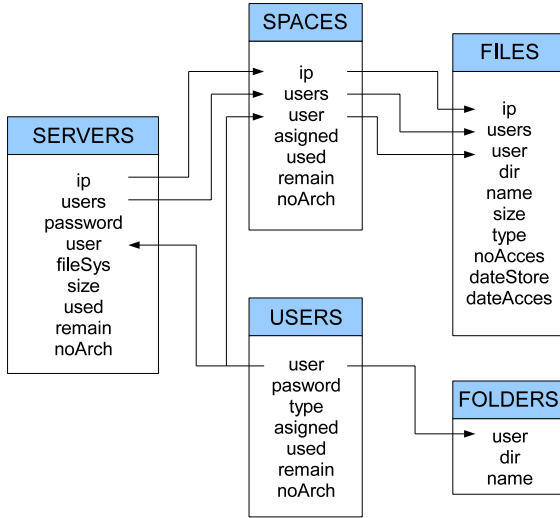 SPACES
ip
users
user
asigned
used
remain
noArch
FILES
ip
users
user
dir
name
size
type
noAcces
dateStore
dateAcces
SERVERS
ip
users
password
user
fileSys
size
used
remain
noArch
USERS
user
pasword
type
asigned
used
remain
noArch
FOLDERS
user
dir
name